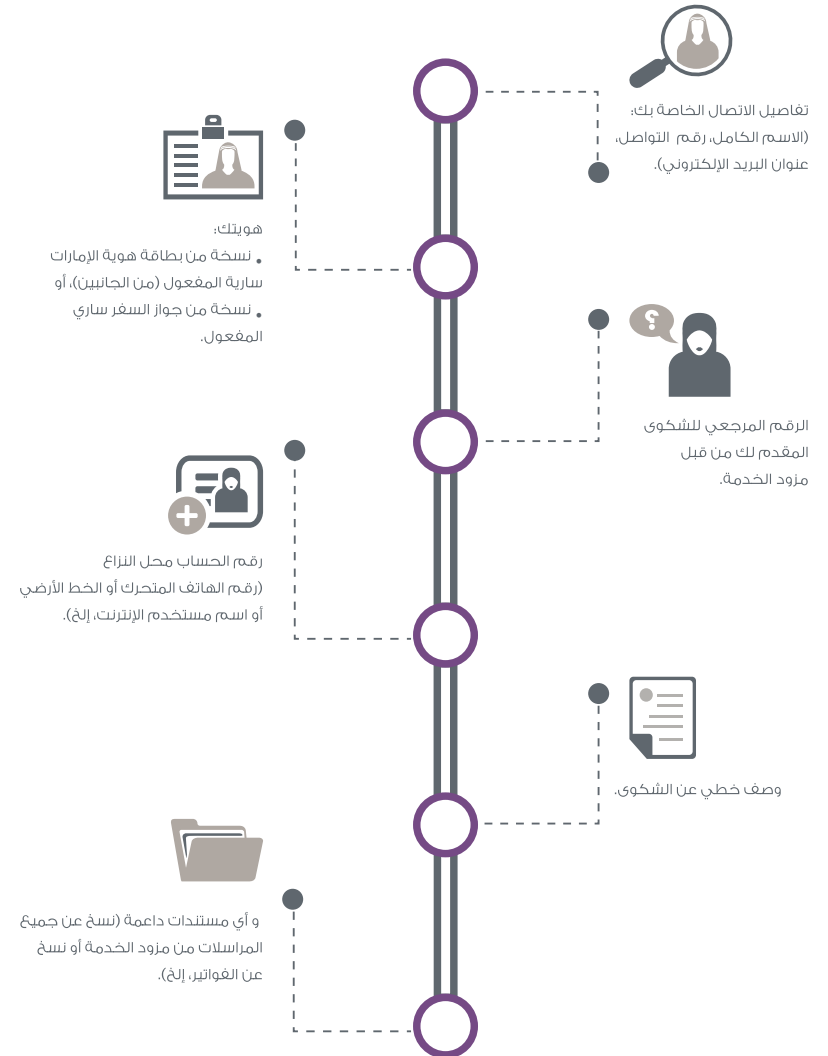 تفاصيل الاتصال الخاصة بك:
(الاسم الكامل، رقم التواصل،
عنوان البريد الإلكتروني).
هويتك:
• نسخة من بطاقة هوية الإمارات
سارية المفعول (من الجانبين)، أو
• نسخة من جواز السفر ساري
المفعول.
؟
الرقم المرجعي للشكوى
المقدم لك من قبل
مزود الخدمة.
رقم الحساب محل النزاع
(رقم الهاتف المتحرك أو الخط الأرضي
أو اسم مستخدم الإنترنت، إلخ).
وصف خطي عن الشكوى.
و أي مستندات داعمة (نسخ عن جميع
المراسلات من مزود الخدمة أو نسخ
عن الفواتير، إلخ).